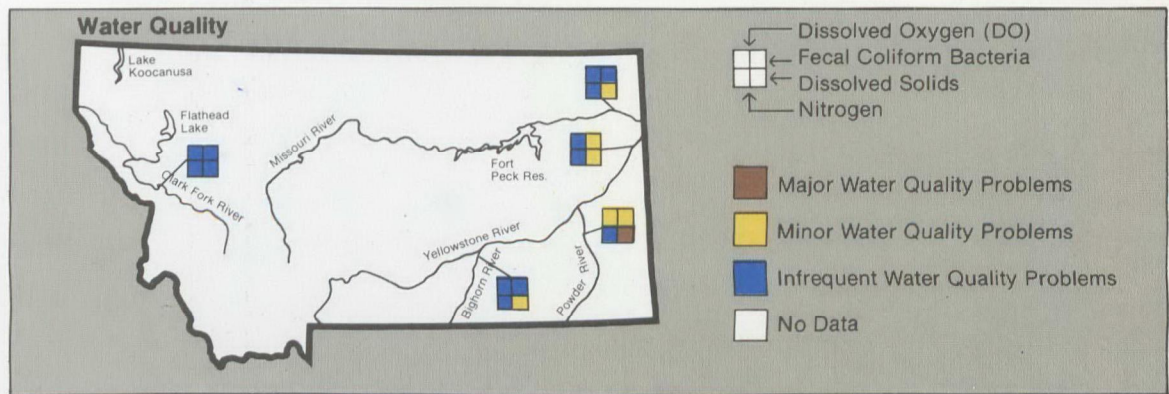 Water Quality
Lake
Koocanusa
Flathead
Lake
Clark Fork River
Missouri River
Fort
Peck Res.
Yellowstone River
Bighorn River
Powder River
Dissolved Oxygen (DO)
Fecal Coliform Bacteria
Dissolved Solids
Nitrogen
Major Water Quality Problems
Minor Water Quality Problems
Infrequent Water Quality Problems
No Data